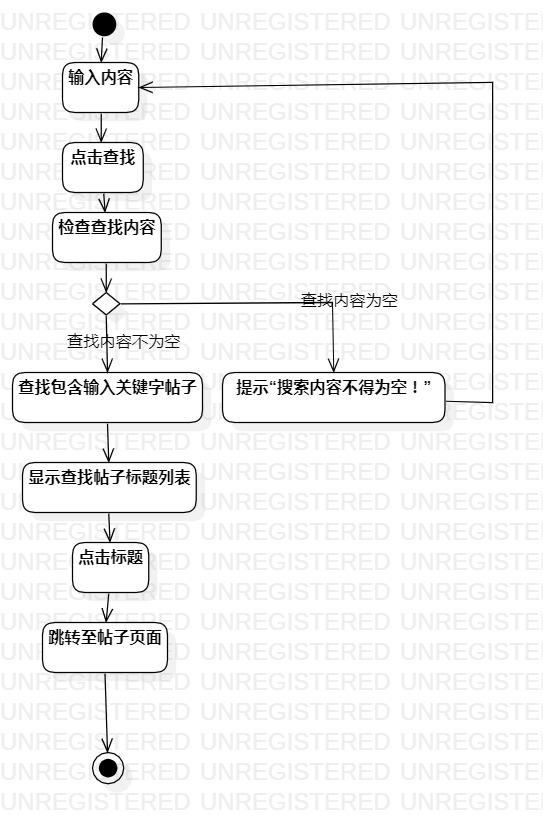 输入内容
点击查找
检查查找内容
查找内容为空
查找内容不为空
查找包含输入关键字帖子
提示“搜索内容不得为空！”
显示查找帖子标题列表
点击标题
跳转至帖子页面
UNREGISTERED